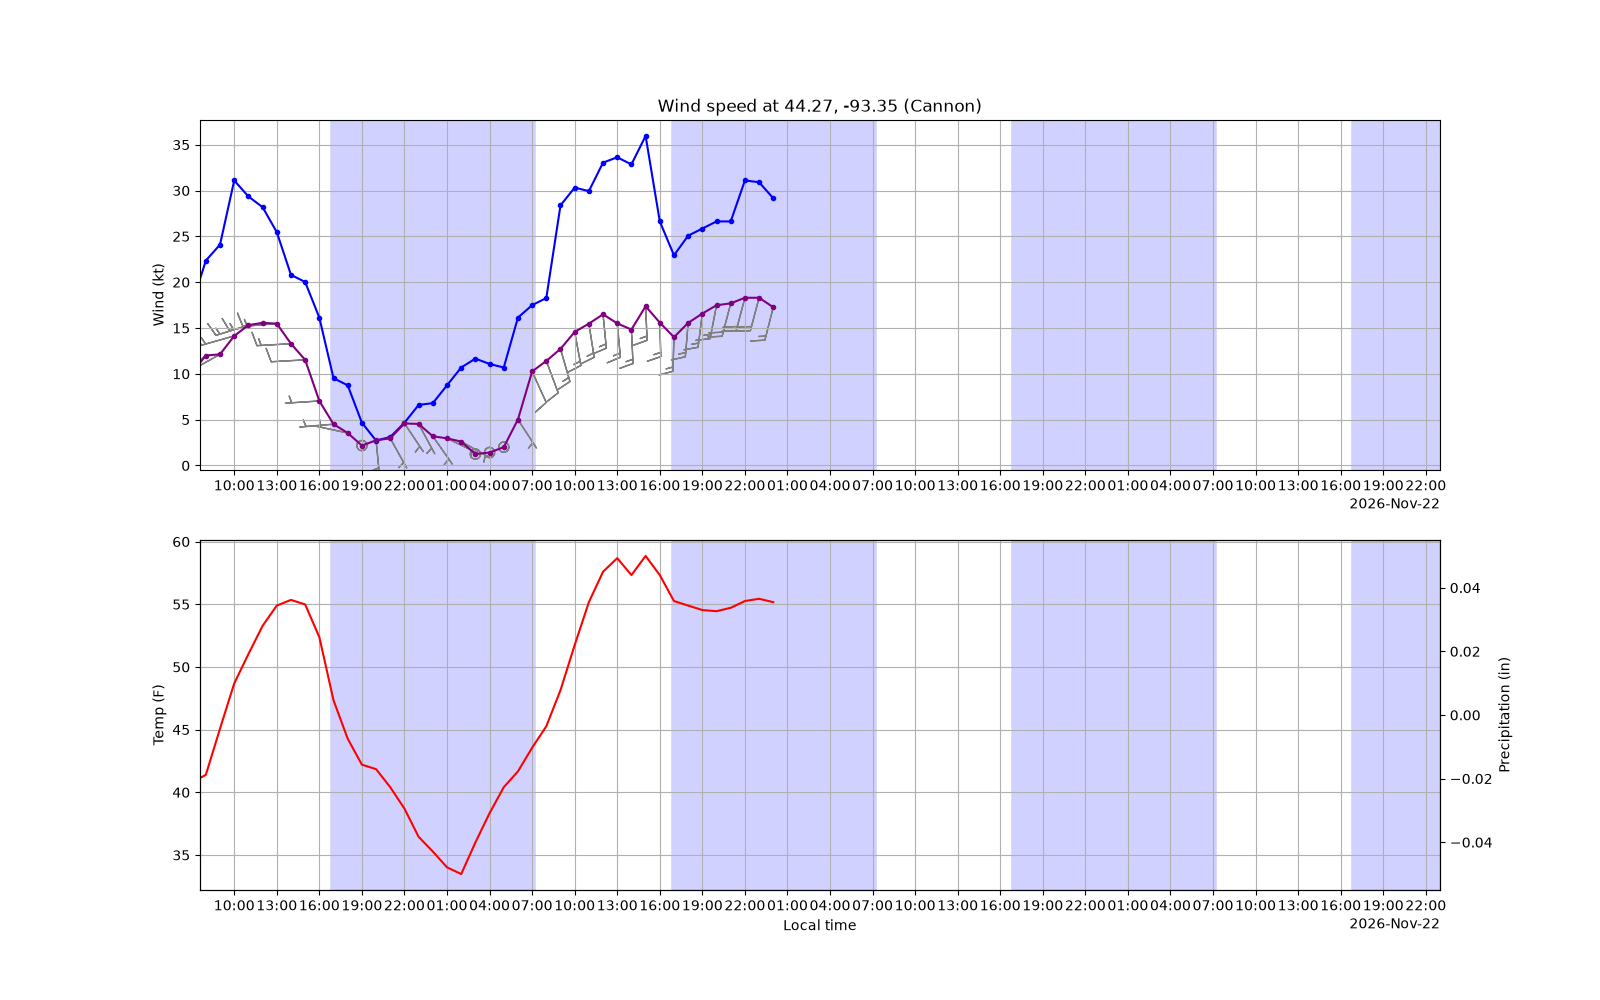 Wind speed at 44.27, -93.35 (Cannon)
Wind (kt)
35
30
25
20
15
10
5
0
10:00 13:00 16:00 19:00 22:00 01:00 04:00 07:00 10:00 13:00 16:00 19:00 22:00 01:00 04:00 07:00 10:00 13:00 16:00 19:00 22:00 01:00 04:00 07:00 10:00 13:00 16:00 19:00 22:00
2026-Nov-22
Temp (F)
60
55
50
45
40
35
0.04
0.02
0.00
−0.02
−0.04
Precipitation (in)
10:00 13:00 16:00 19:00 22:00 01:00 04:00 07:00 10:00 13:00 16:00 19:00 22:00 01:00 04:00 07:00 10:00 13:00 16:00 19:00 22:00 01:00 04:00 07:00 10:00 13:00 16:00 19:00 22:00
Local time
2026-Nov-22